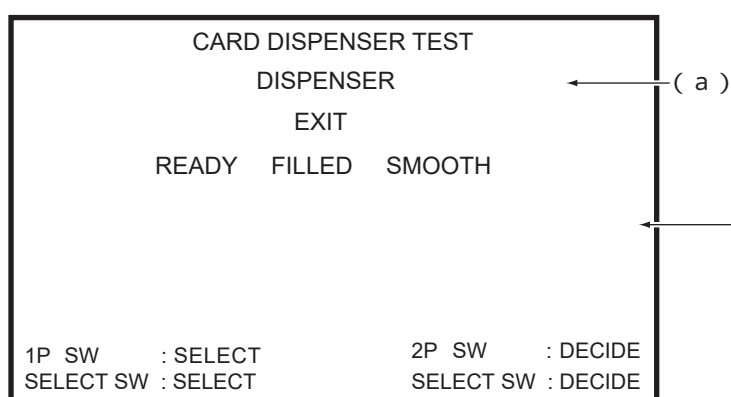 CARD DISPENSER TEST
DISPENSER
( a )
EXIT
READY FILLED SMOOTH
1P SW : SELECT 2P SW : DECIDE
SELECT SW : SELECT SELECT SW : DECIDE